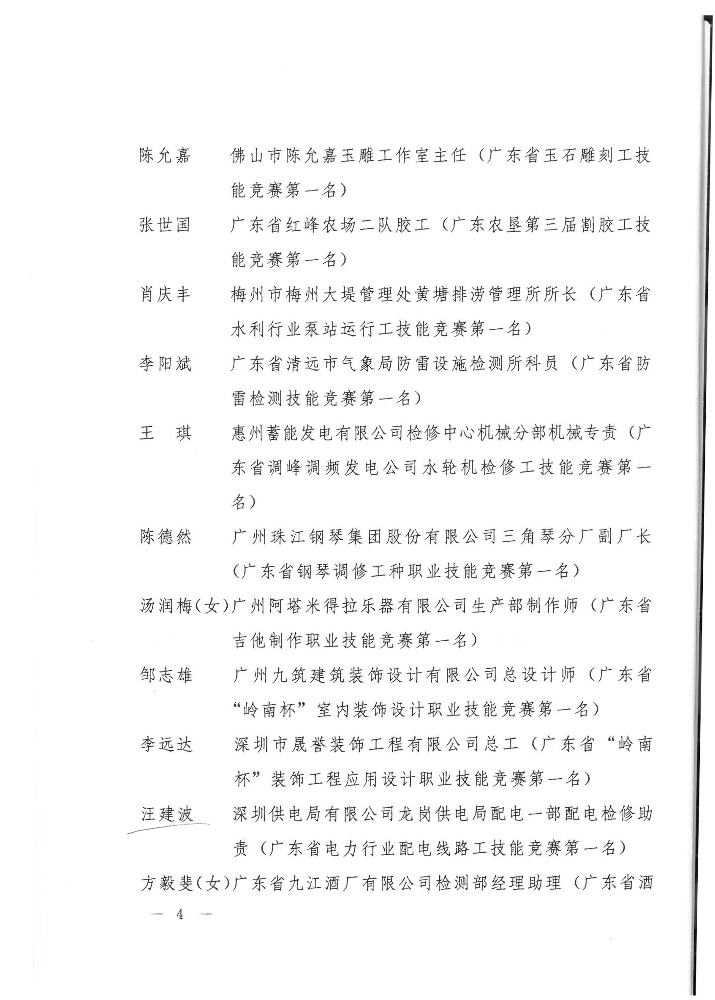 陈允嘉 佛山市陈允嘉玉雕工作室主任（广东省玉石雕刻工技
能竞赛第一名）
张世国 广东省红峰农场二队胶工（广东农垦第三届割胶工技
能竞赛第一名）
肖庆丰 梅州市梅州大堤管理处黄塘排涝管理所所长（广东省
水利行业泵站运行工技能竞赛第一名）
李阳斌 广东省清远市气象局防雷设施检测所科员（广东省防
雷检测技能竞赛第一名）
王　琪 惠州蓄能发电有限公司检修中心机械分部机械专责（广
东省调峰调频发电公司水轮机检修工技能竞赛第一
名）
陈德然 广州珠江钢琴集团股份有限公司三角琴分厂副厂长
（广东省钢琴调修工种职业技能竞赛第一名）
汤润梅（女）广州阿塔米得拉乐器有限公司生产部制作师（广东省
吉他制作职业技能竞赛第一名）
邹志雄 广州九筑建筑装饰设计有限公司总设计师（广东省
“岭南杯”室内装饰设计职业技能竞赛第一名）
李远达 深圳市晟誉装饰工程有限公司总工（广东省“岭南
杯”装饰工程应用设计职业技能竞赛第一名）
汪建波 深圳供电局有限公司龙岗供电局配电一部配电检修助
责（广东省电力行业配电线路工技能竞赛第一名）
方毅斐（女）广东省九江酒厂有限公司检测部经理助理（广东省酒
— 4 —